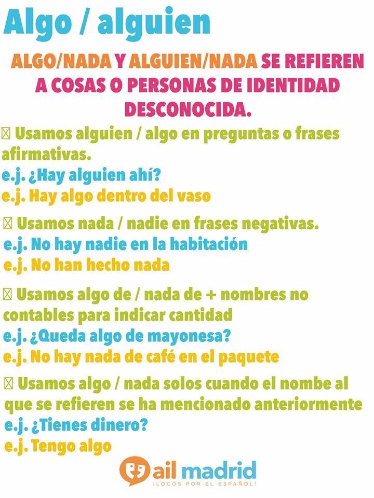 Algo / alguien
ALGO/NADA Y ALGUIEN/NADA SE REFIEREN
A COSAS O PERSONAS DE IDENTIDAD
DESCONOCIDA.
Usamos alguien / algo en preguntas o frases
afirmativas.
e.j. ¿Hay alguien ahí?
e.j. Hay algo dentro del vaso
Usamos nada / nadie en frases negativas.
e.j. No hay nadie en la habitación
e.j. No han hecho nada
Usamos algo de / nada de + nombres no
contables para indicar cantidad
e.j. ¿Queda algo de mayonesa?
e.j. No hay nada de café en el paquete
Usamos algo / nada solos cuando el nombe al
que se refieren se ha mencionado anteriormente
e.j. ¿Tienes dinero?
e.j. Tengo algo
ail madrid
¡LOCOS POR EL ESPAÑOL!